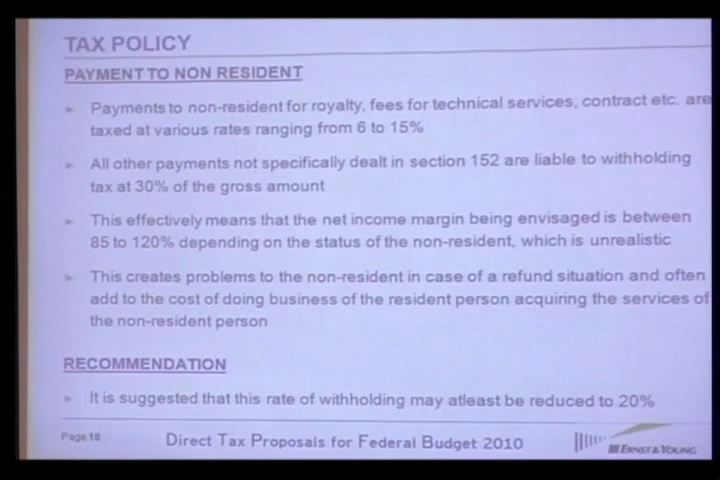 TAX POLICY
PAYMENT TO NON RESIDENT
Payments to non-resident for royalty, fees for technical services, contract etc. are
taxed at various rates ranging from 6 to 15%
All other payments not specifically dealt in section 152 are liable to withholding
tax at 30% of the gross amount
This effectively means that the net income margin being envisaged is between
85 to 120% depending on the status of the non-resident, which is unrealistic
This creates problems to the non-resident in case of a refund situation and often
add to the cost of doing business of the resident person acquiring the services of
the non-resident person
RECOMMENDATION
It is suggested that this rate of withholding may atleast be reduced to 20%
Page 18
Direct Tax Proposals for Federal Budget 2010
ERNST & YOUNG